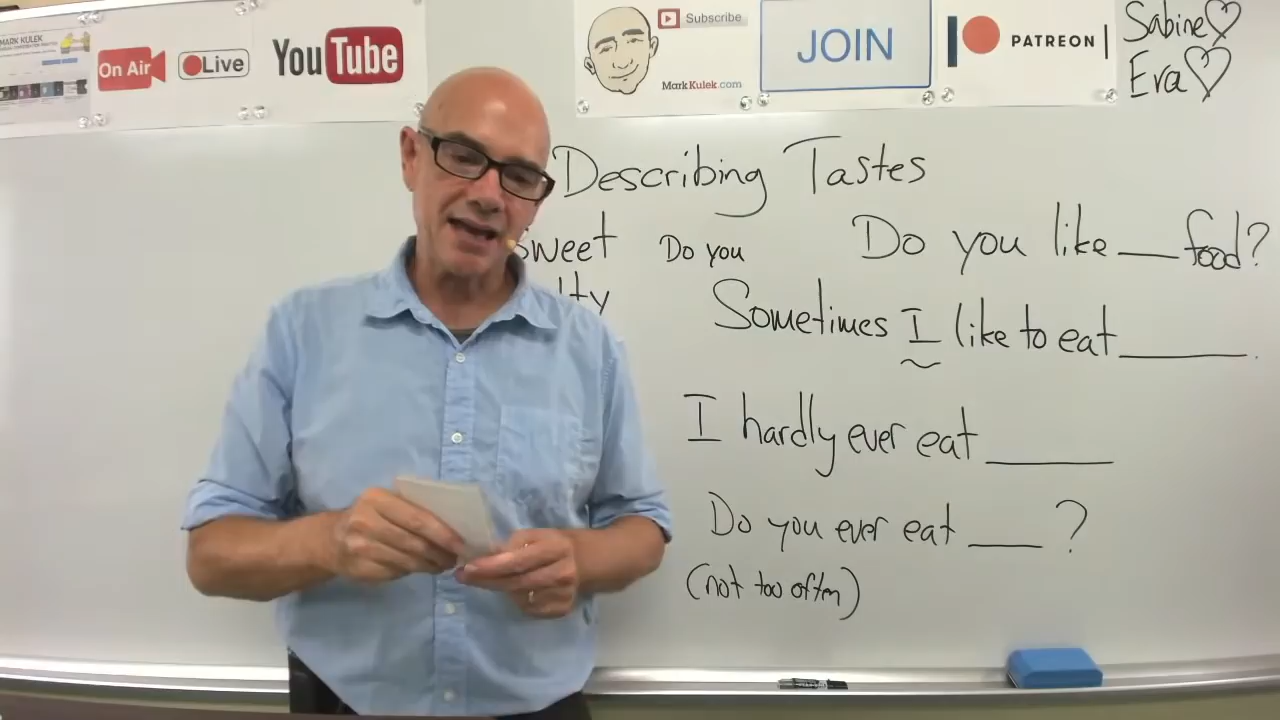 MARK KULEK
On Air
Live
YouTube
Subscribe
MarkKulek.com
JOIN
PATREON
Sabine♡
Eva♡
Describing Tastes
Sweet
Do you
Do you like ___ food?
lty
Sometimes I like to eat ______.
I hardly ever eat ______
Do you ever eat ___ ?
(not too often)